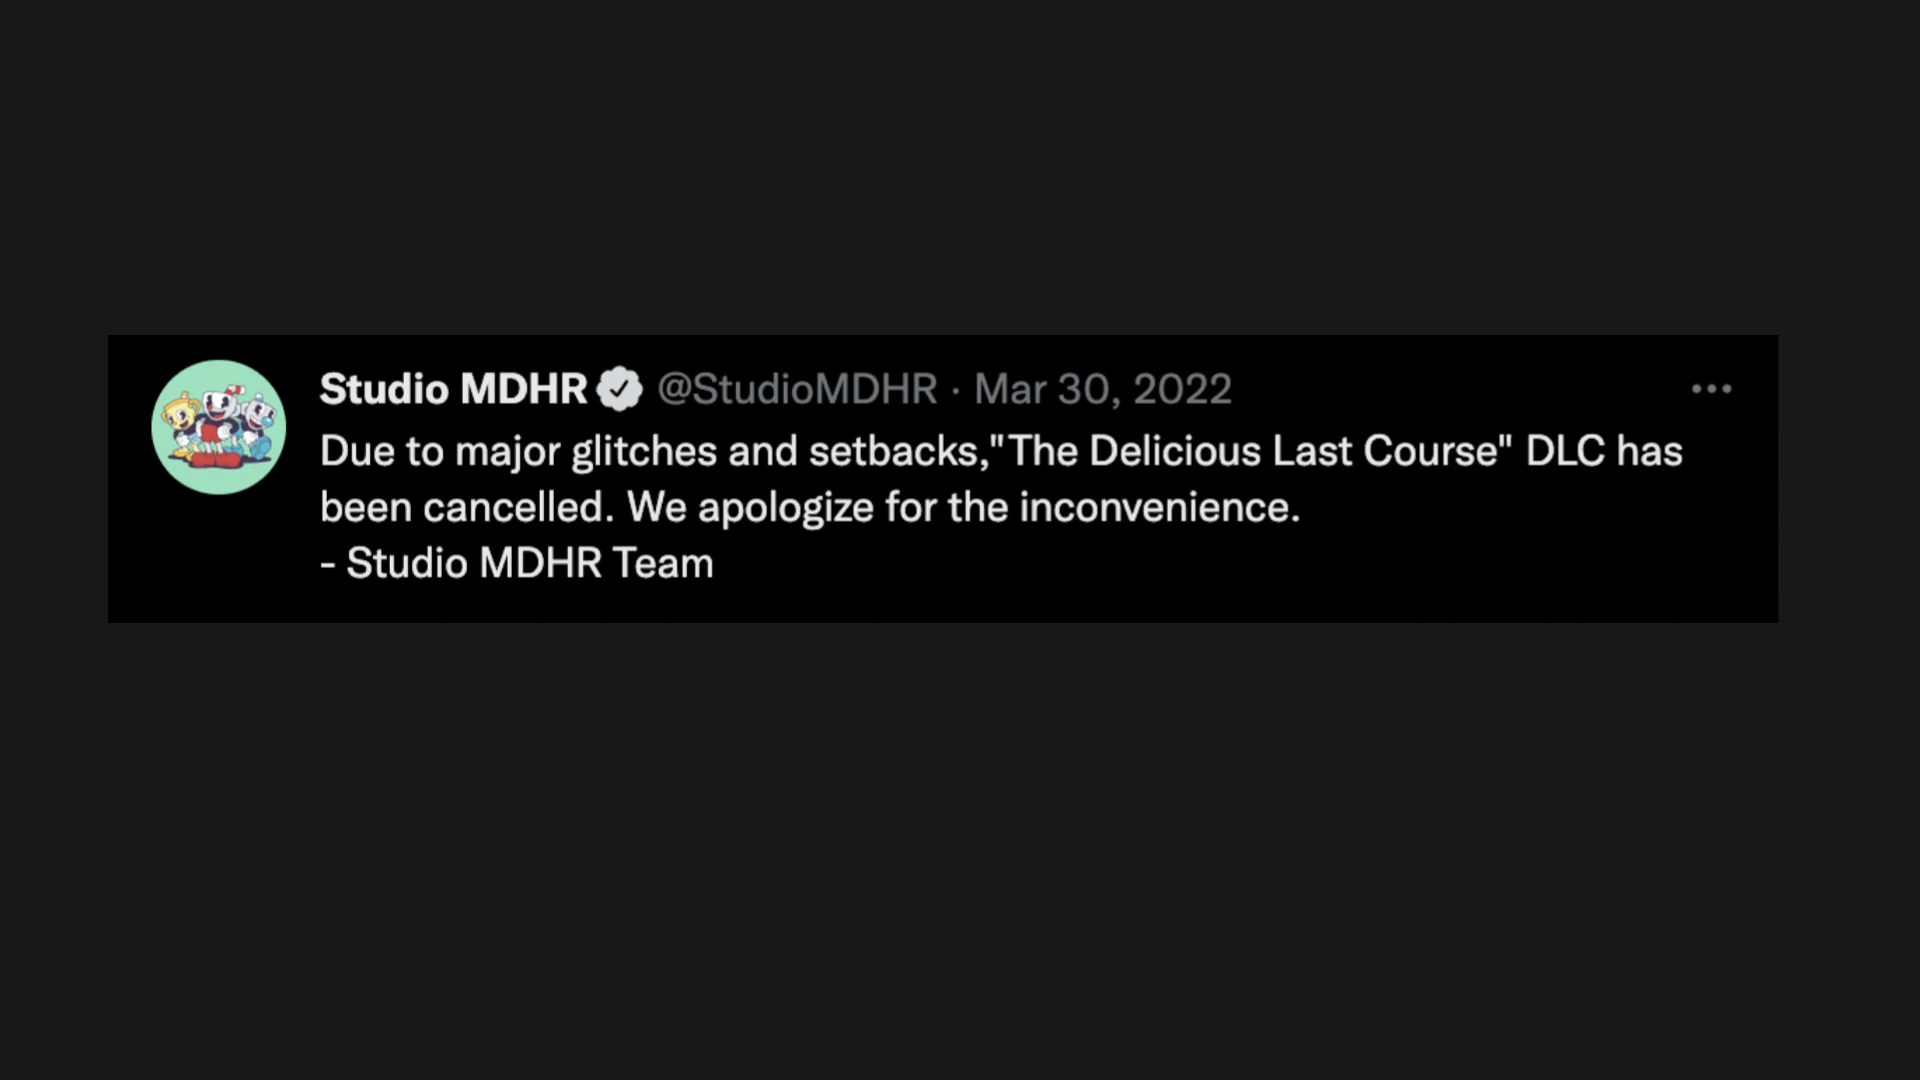 Studio MDHR @StudioMDHR · Mar 30, 2022
Due to major glitches and setbacks,"The Delicious Last Course" DLC has
been cancelled. We apologize for the inconvenience.
- Studio MDHR Team